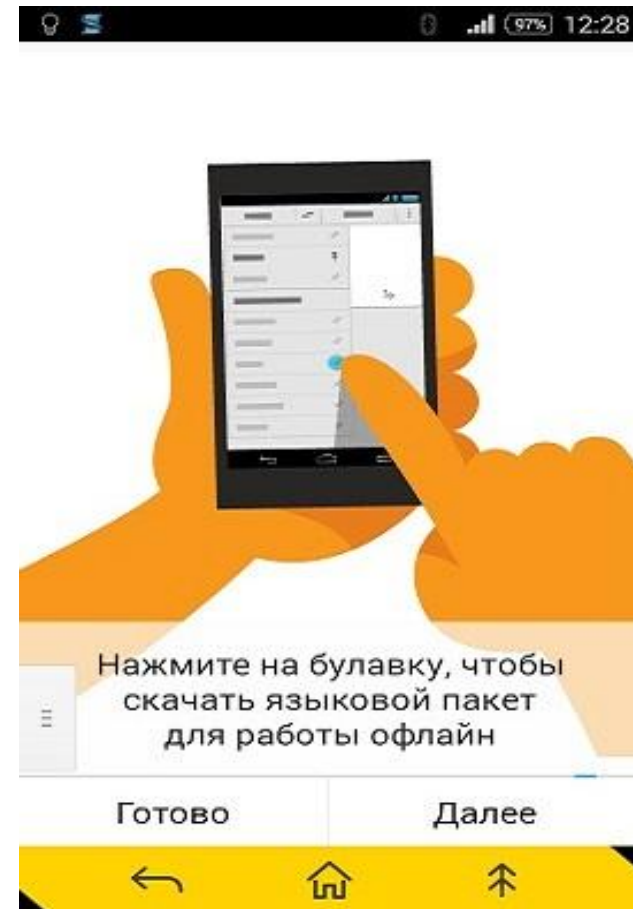 97% 12:28
Нажмите на булавку, чтобы
скачать языковой пакет
для работы офлайн
Готово
Далее